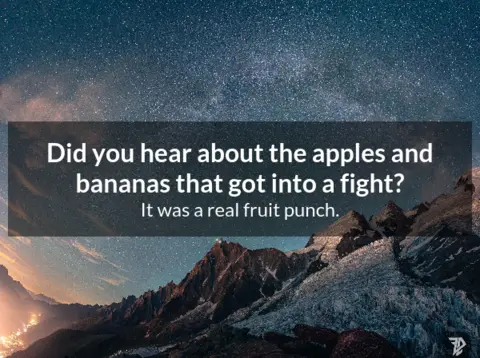 Did you hear about the apples and
bananas that got into a fight?
It was a real fruit punch.